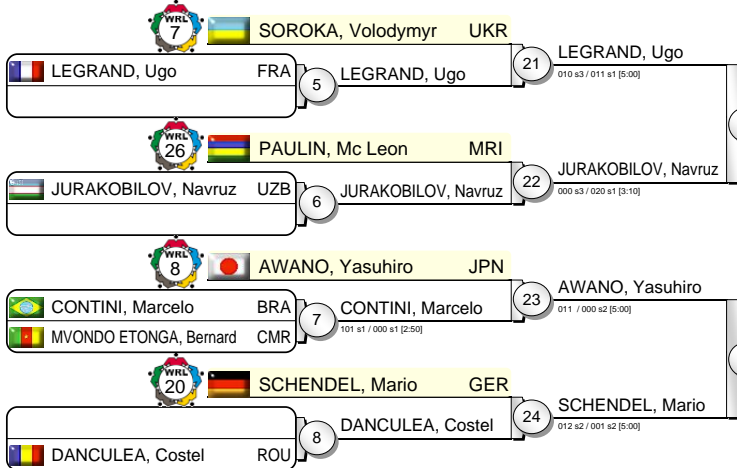 WRL
7
SOROKA, Volodymyr UKR
LEGRAND, Ugo FRA
5
LEGRAND, Ugo
21
LEGRAND, Ugo
010 s3 / 011 s1 [5:00]
WRL
26
PAULIN, Mc Leon MRI
JURAKOBILOV, Navruz UZB
6
JURAKOBILOV, Navruz
22
JURAKOBILOV, Navruz
000 s3 / 020 s1 [3:10]
WRL
8
AWANO, Yasuhiro JPN
CONTINI, Marcelo BRA
MVONDO ETONGA, Bernard CMR
7
CONTINI, Marcelo
101 s1 / 000 s1 [2:50]
23
AWANO, Yasuhiro
011 / 000 s2 [5:00]
WRL
20
SCHENDEL, Mario GER
DANCULEA, Costel ROU
8
DANCULEA, Costel
24
SCHENDEL, Mario
012 s2 / 001 s2 [5:00]